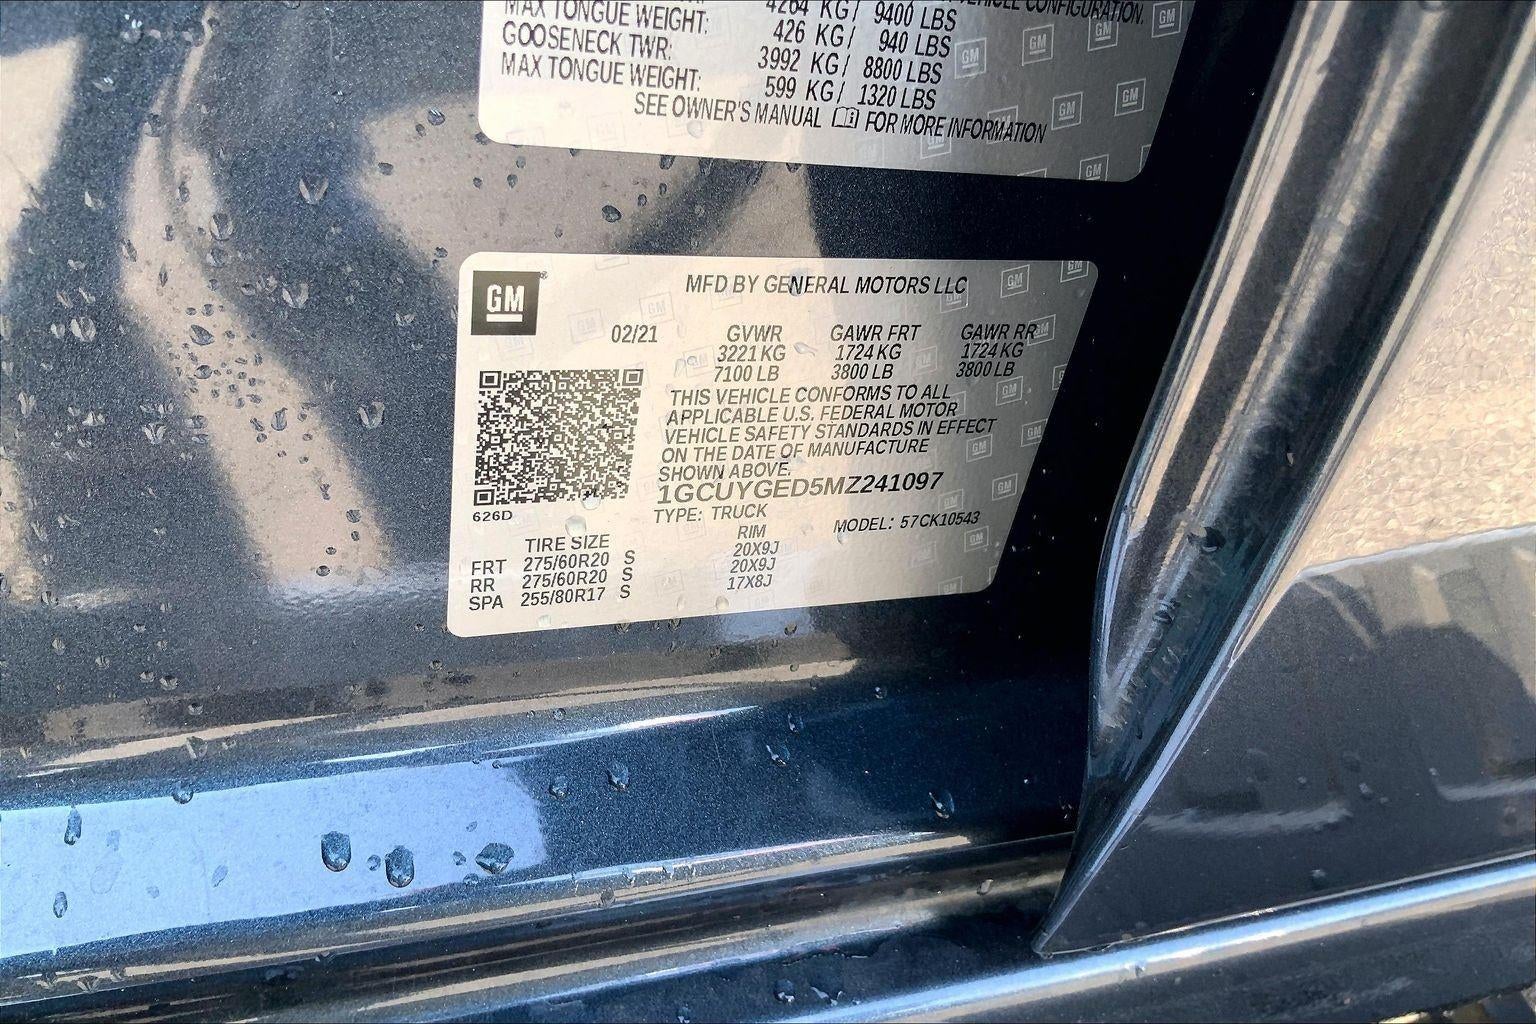 VEHICLE CONFIGURATION.
4264 KG/ 9400 LBS
MAX TONGUE WEIGHT: 426 KG/ 940 LBS
GOOSENECK TWR: 3992 KG/ 8800 LBS
MAX TONGUE WEIGHT: 599 KG/ 1320 LBS
SEE OWNER'S MANUAL FOR MORE INFORMATION
GM
MFD BY GENERAL MOTORS LLC
02/21 GVWR GAWR FRT GAWR RR
3221 KG 1724 KG 1724 KG
7100 LB 3800 LB 3800 LB
THIS VEHICLE CONFORMS TO ALL
APPLICABLE U.S. FEDERAL MOTOR
VEHICLE SAFETY STANDARDS IN EFFECT
ON THE DATE OF MANUFACTURE
SHOWN ABOVE.
1GCUYGED5MZ241097
626D
TYPE: TRUCK MODEL: 57CK10543
TIRE SIZE RIM
FRT 275/60R20 S 20X9J
RR 275/60R20 S 20X9J
SPA 255/80R17 S 17X8J